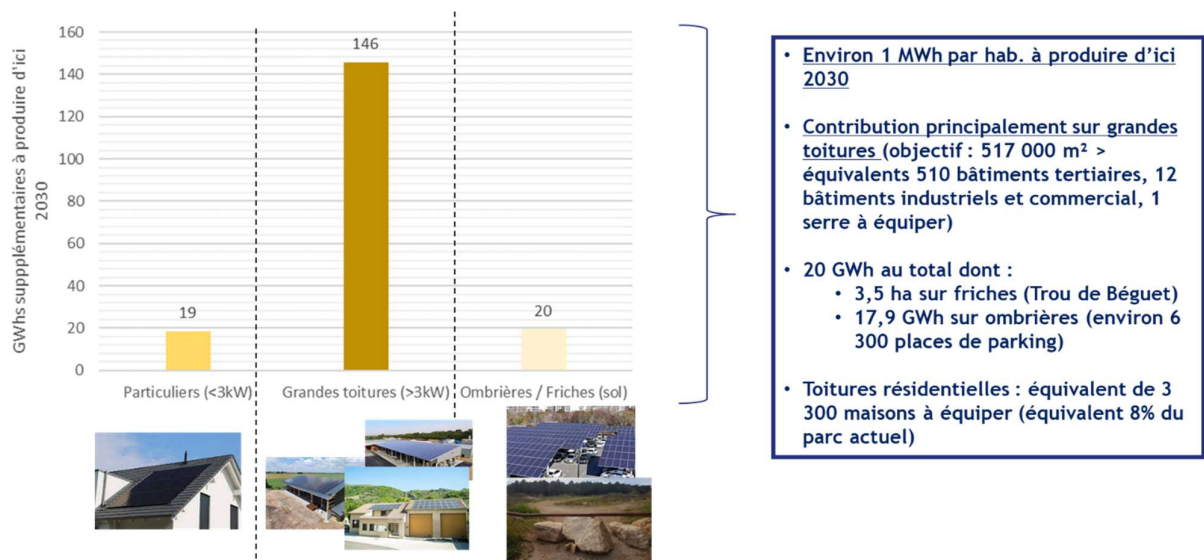 GWhs supplémentaires à produire d'ici
2030
160
140
120
100
80
60
40
20
0
19
146
20
Particuliers (<3kW)
Grandes toitures (>3kW)
Ombrières / Friches (sol)
• Environ 1 MWh par hab. à produire d'ici
2030
• Contribution principalement sur grandes
toitures (objectif : 517 000 m² >
équivalents 510 bâtiments tertiaires, 12
bâtiments industriels et commercial, 1
serre à équiper)
• 20 GWh au total dont :
• 3,5 ha sur friches (Trou de Béguet)
• 17,9 GWh sur ombrières (environ 6
300 places de parking)
• Toitures résidentielles : équivalent de 3
300 maisons à équiper (équivalent 8% du
parc actuel)